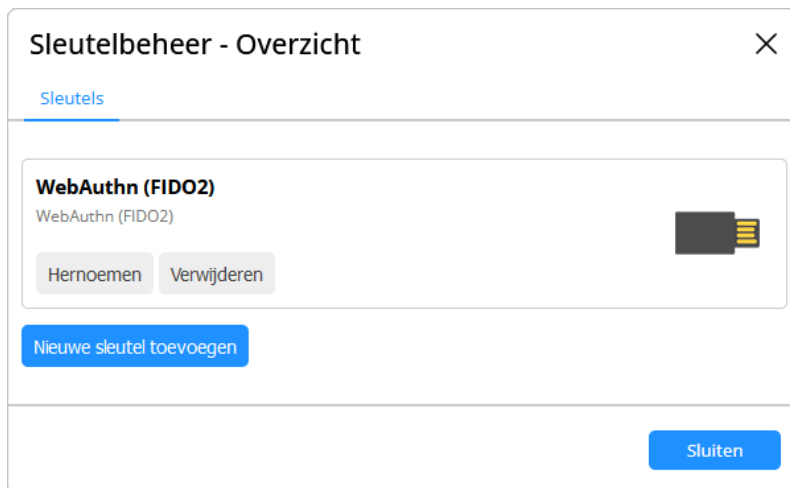 Sleutelbeheer - Overzicht
Sleutels
WebAuthn (FIDO2)
WebAuthn (FIDO2)
Hernoemen Verwijderen
Nieuwe sleutel toevoegen
Sluiten